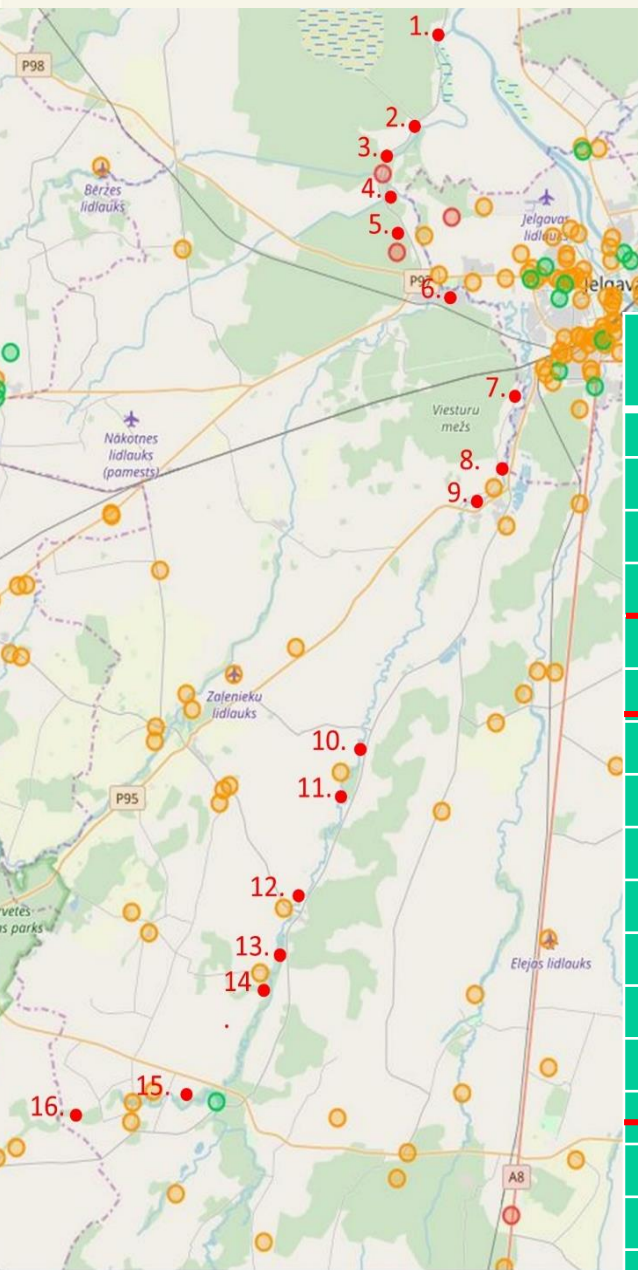 1.
P98
2.
3.
Bērzes
lidlauks
4.
Jelgavas
lidlauks
5.
P97
6.
Jelgava
7.
Viesturu
mežs
Nākotnes
lidlauks
(pamests)
8.
9.
Zaļenieku
lidlauks
10.
11.
P95
12.
rvetes
s parks
13.
Elejas lidlauks
14
.
15.
16.
A8